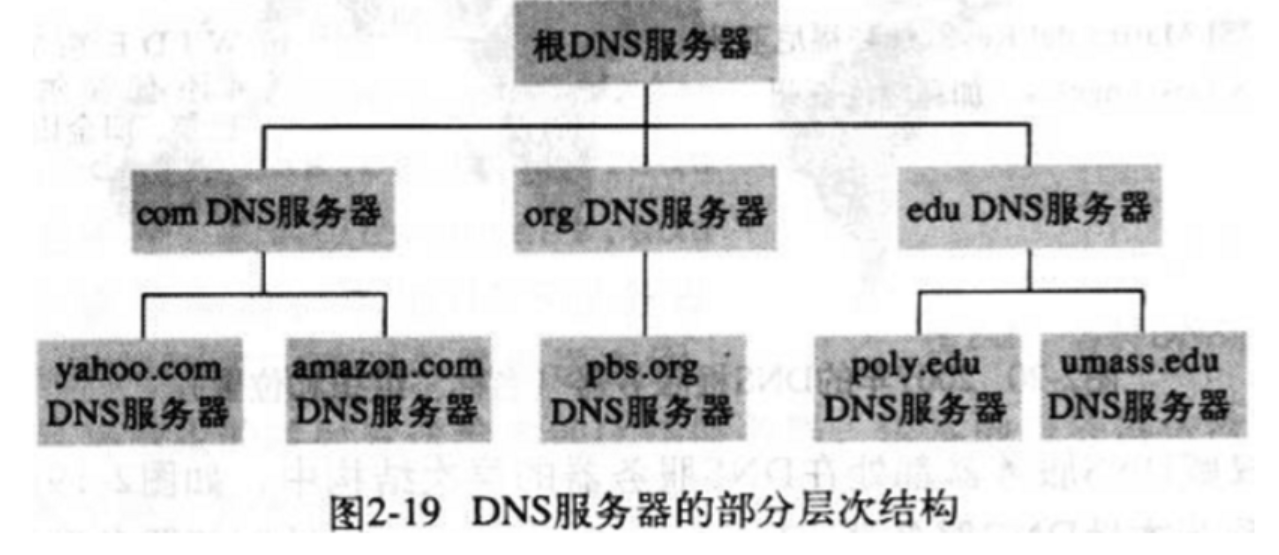 根DNS服务器
com DNS服务器
org DNS服务器
edu DNS服务器
yahoo.com
DNS服务器
amazon.com
DNS服务器
pbs.org
DNS服务器
poly.edu
DNS服务器
umass.edu
DNS服务器
图2-19 DNS服务器的部分层次结构